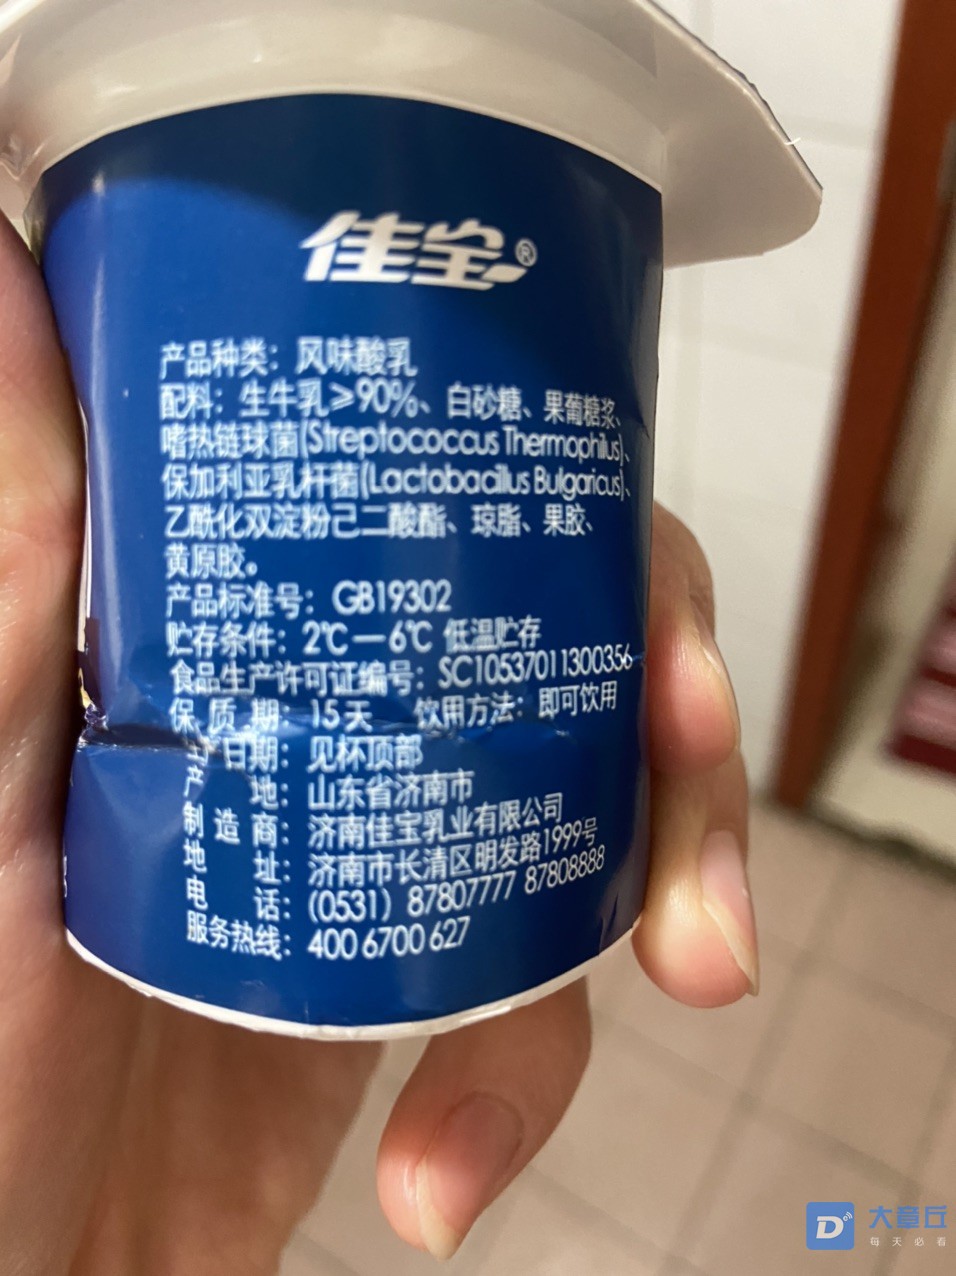 佳宝®
产品种类：风味酸乳
配料：生牛乳≥90%、白砂糖、果葡糖浆、
嗜热链球菌(Streptococcus Thermophilus)、
保加利亚乳杆菌(Lactobacillus Bulgaricus)、
乙酰化双淀粉己二酸酯、琼脂、果胶、
黄原胶。
产品标准号：GB19302
贮存条件：2℃—6℃ 低温贮存
食品生产许可证编号：SC10537011300356
保质期：15天 饮用方法：即可饮用
日期：见杯顶部
产地：山东省济南市
制造商：济南佳宝乳业有限公司
地址：济南市长清区明发路1999号
电话：(0531) 87807777 87808888
服务热线：400 6700 627
大章丘
每天必看